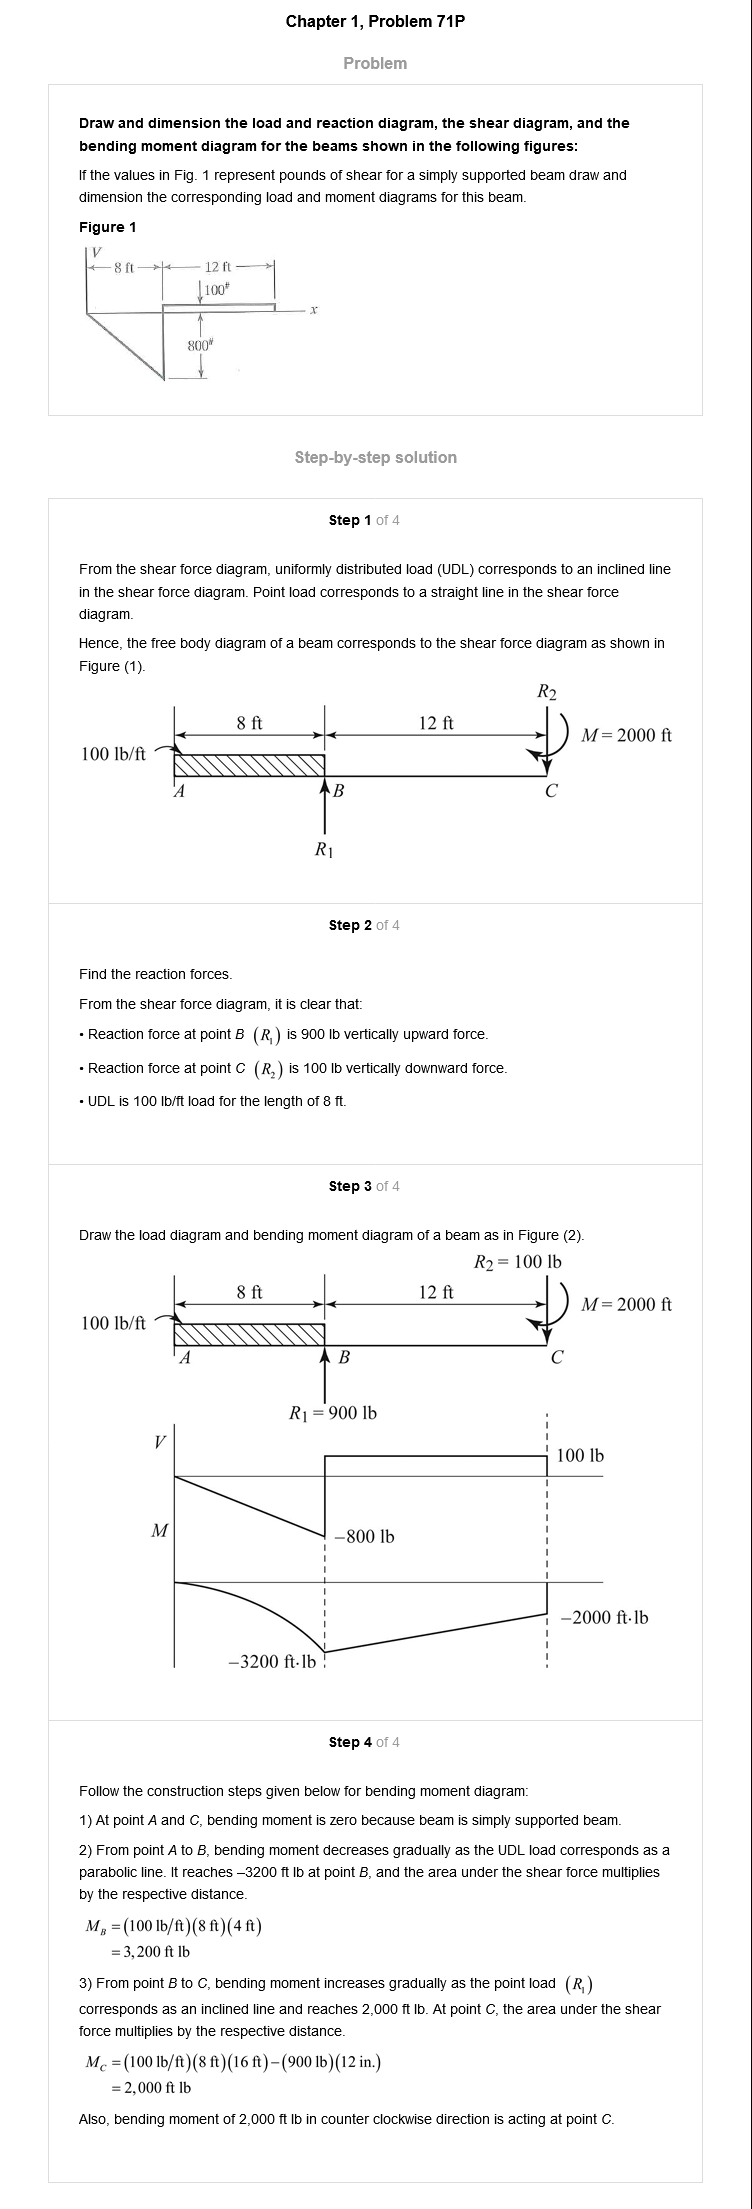 Chapter 1, Problem 71P
Problem
Draw and dimension the load and reaction diagram, the shear diagram, and the
bending moment diagram for the beams shown in the following figures:
If the values in Fig. 1 represent pounds of shear for a simply supported beam draw and
dimension the corresponding load and moment diagrams for this beam.
Figure 1
V
8 ft
12 ft
100#
x
800#
Step-by-step solution
Step 1 of 4
From the shear force diagram, uniformly distributed load (UDL) corresponds to an inclined line
in the shear force diagram. Point load corresponds to a straight line in the shear force
diagram.
Hence, the free body diagram of a beam corresponds to the shear force diagram as shown in
Figure (1).
R2
8 ft
12 ft
M = 2000 ft
100 lb/ft
A
B
C
R1
Step 2 of 4
Find the reaction forces.
From the shear force diagram, it is clear that:
• Reaction force at point B (R₁) is 900 lb vertically upward force.
• Reaction force at point C (R₂) is 100 lb vertically downward force.
• UDL is 100 lb/ft load for the length of 8 ft.
Step 3 of 4
Draw the load diagram and bending moment diagram of a beam as in Figure (2).
R2 = 100 lb
8 ft
12 ft
M = 2000 ft
100 lb/ft
A
B
C
R1 = 900 lb
V
100 lb
M
−800 lb
−2000 ft·lb
−3200 ft·lb
Step 4 of 4
Follow the construction steps given below for bending moment diagram:
1) At point A and C, bending moment is zero because beam is simply supported beam.
2) From point A to B, bending moment decreases gradually as the UDL load corresponds as a
parabolic line. It reaches –3200 ft lb at point B, and the area under the shear force multiplies
by the respective distance.
M_B = (100 lb/ft)(8 ft)(4 ft)
= 3,200 ft lb
3) From point B to C, bending moment increases gradually as the point load (R₁)
corresponds as an inclined line and reaches 2,000 ft lb. At point C, the area under the shear
force multiplies by the respective distance.
M_C = (100 lb/ft)(8 ft)(16 ft) − (900 lb)(12 in.)
= 2,000 ft lb
Also, bending moment of 2,000 ft lb in counter clockwise direction is acting at point C.